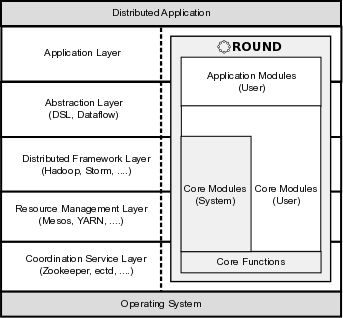 Distributed Application
Application Layer
Abstraction Layer
(DSL, Dataflow)
Distributed Framework Layer
(Hadoop, Storm, ....)
Resource Management Layer
(Mesos, YARN, ....)
Coordination Service Layer
(Zookeeper, ectd, ....)
ROUND
Application Modules
(User)
Core Modules
(System)
Core Modules
(User)
Core Functions
Operating System